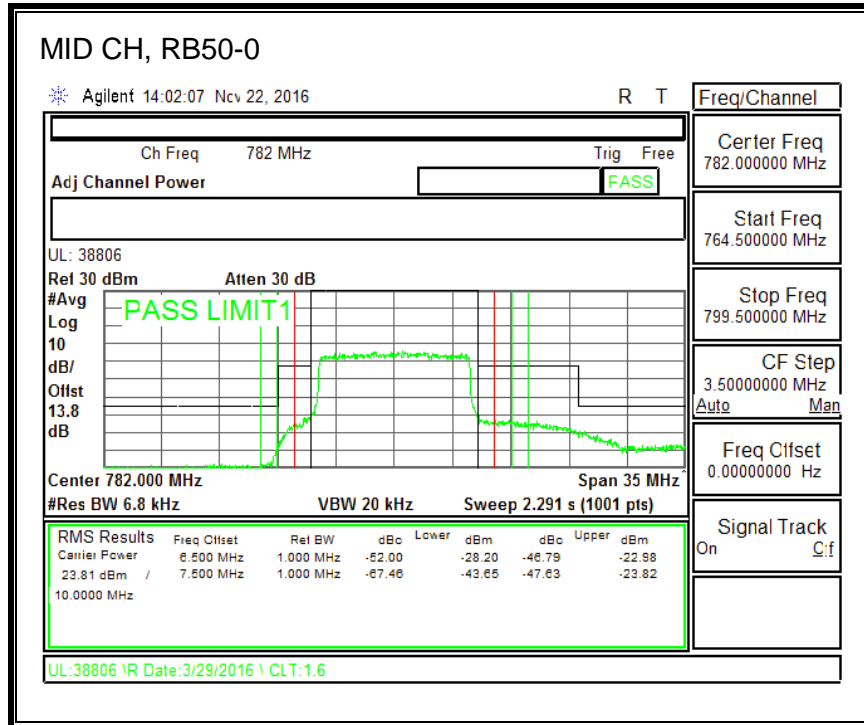 MID CH, RB50-0
Agilent 14:02:07 Nov 22, 2016 R T
Freq/Channel
Ch Freq 782 MHz Trig Free
Adj Channel Power PASS
Center Freq
782.000000 MHz
Start Freq
764.500000 MHz
Stop Freq
799.500000 MHz
CF Step
3.50000000 MHz
Auto Man
Freq Offset
0.00000000 Hz
Signal Track
On Off
UL: 38806
Ref 30 dBm Atten 30 dB
#Avg
Log
10
dB/
Offst
13.8
dB
PASS LIMIT1
Center 782.000 MHz Span 35 MHz
#Res BW 6.8 kHz VBW 20 kHz Sweep 2.291 s (1001 pts)
RMS Results Freq Offset Ref BW dBc Lower dBm dBc Upper dBm
Carrier Power 6.500 MHz 1.000 MHz -52.00 -28.20 -46.79 -22.98
23.81 dBm / 7.500 MHz 1.000 MHz -67.46 -43.65 -47.63 -23.82
10.0000 MHz
UL:38806 \R Date:3/29/2016 \ CLT:1.6